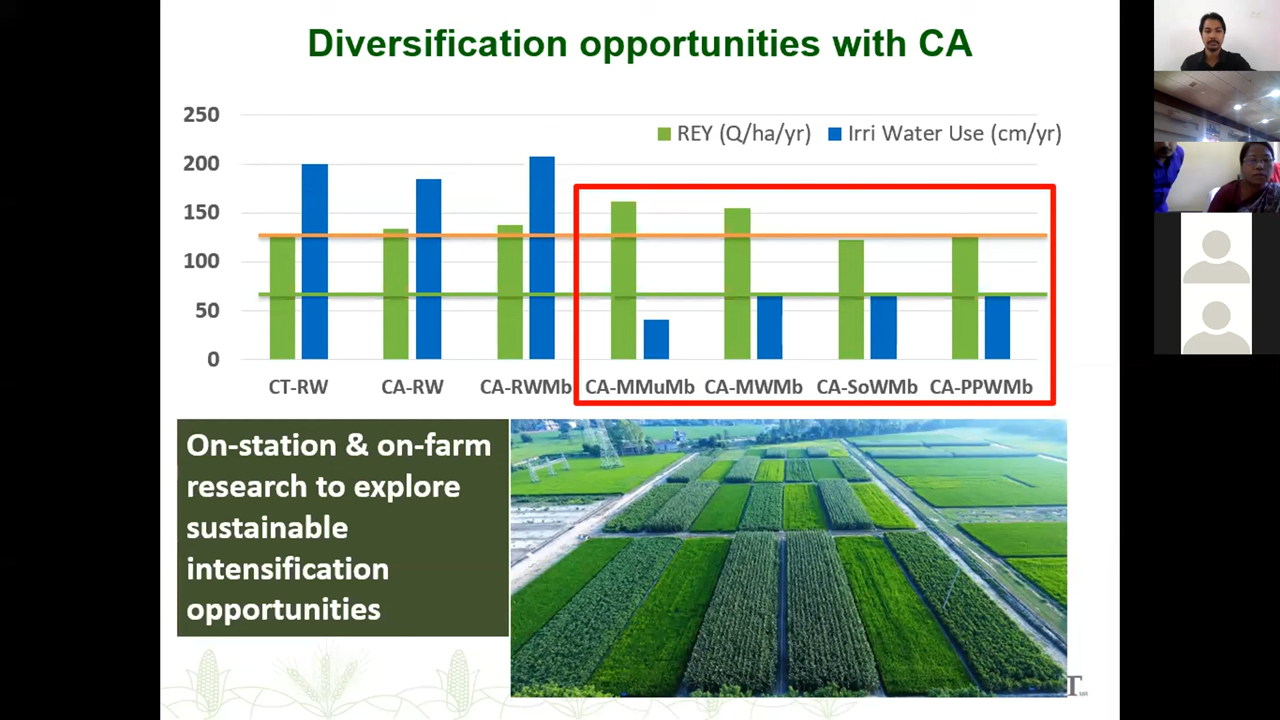 Diversification opportunities with CA
250
200
150
100
50
0
REY (Q/ha/yr) Irri Water Use (cm/yr)
CT-RW CA-RW CA-RWMb CA-MMuMb CA-MWMb CA-SoWMb CA-PPWMb
On-station & on-farm
research to explore
sustainable
intensification
opportunities